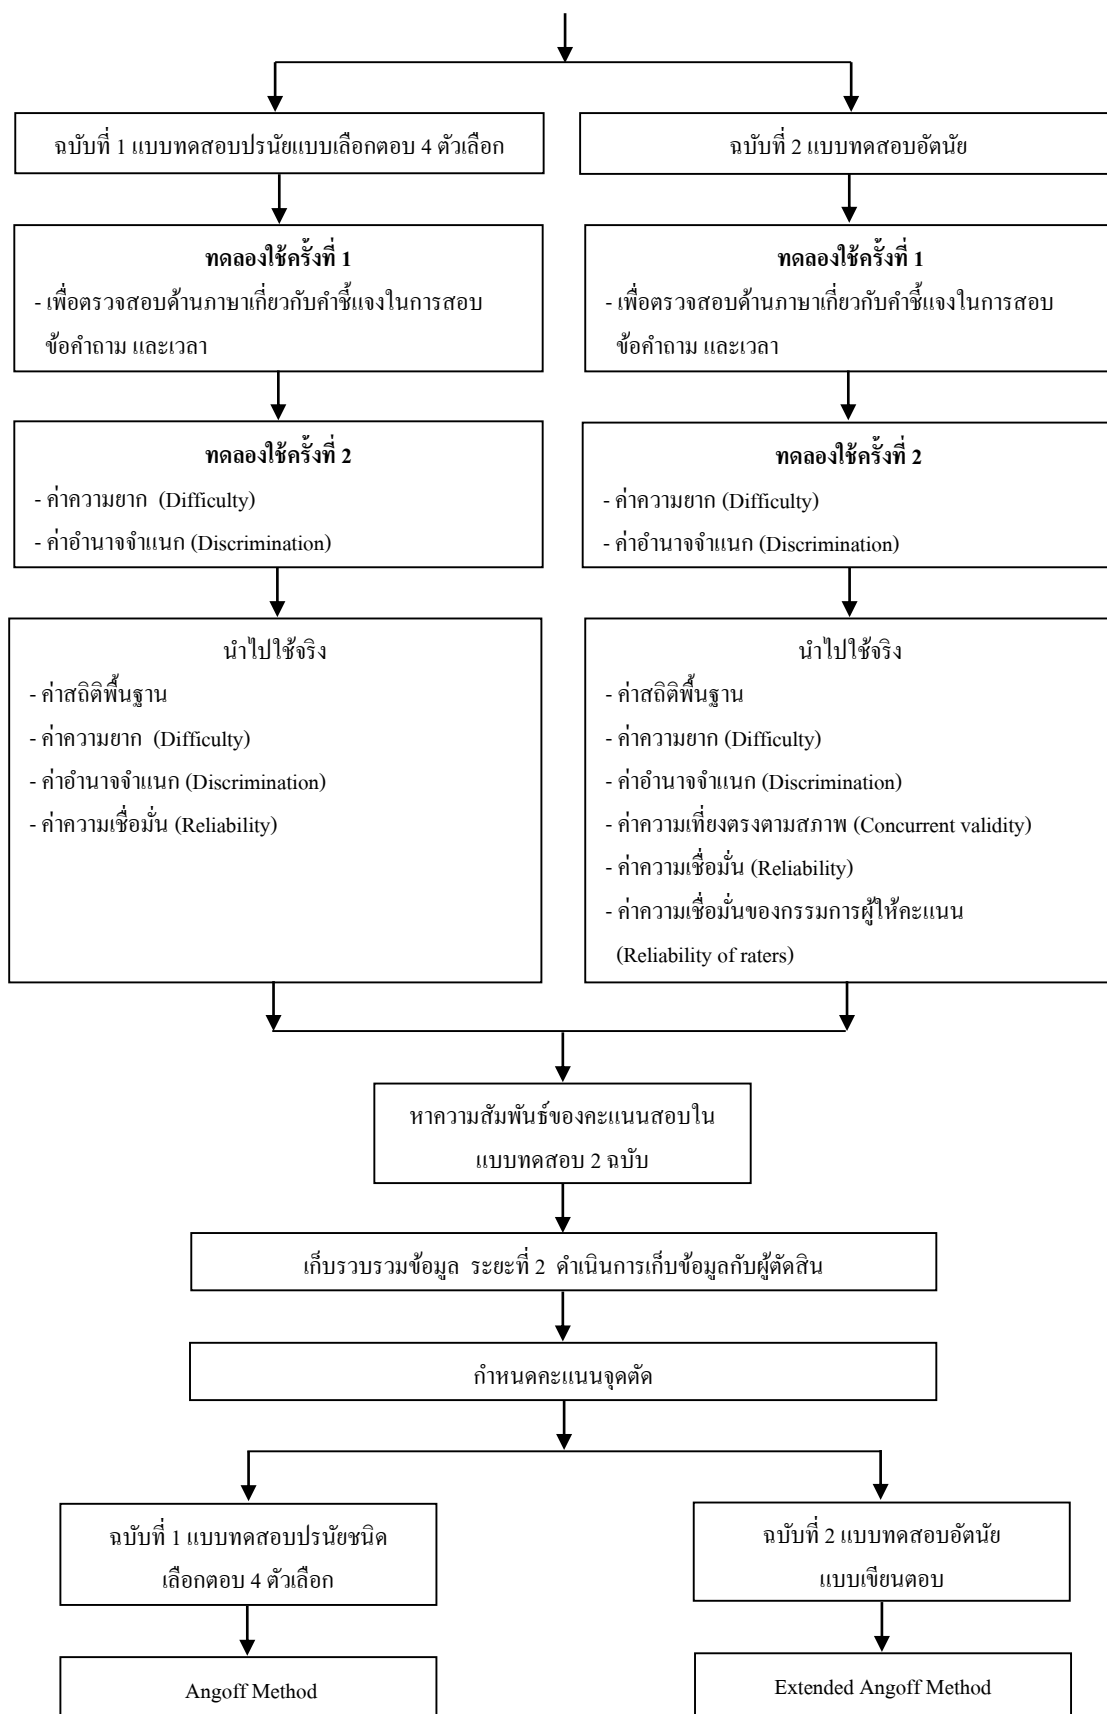 ฉบับที่ 1 แบบทดสอบปรนัยแบบเลือกตอบ 4 ตัวเลือก
ฉบับที่ 2 แบบทดสอบอัตนัย
ทดลองใช้ครั้งที่ 1
- เพื่อตรวจสอบด้านภาษาเกี่ยวกับคำชี้แจงในการสอบ
ข้อคำถาม และเวลา
ทดลองใช้ครั้งที่ 1
- เพื่อตรวจสอบด้านภาษาเกี่ยวกับคำชี้แจงในการสอบ
ข้อคำถาม และเวลา
ทดลองใช้ครั้งที่ 2
- ค่าความยาก (Difficulty)
- ค่าอำนาจจำแนก (Discrimination)
ทดลองใช้ครั้งที่ 2
- ค่าความยาก (Difficulty)
- ค่าอำนาจจำแนก (Discrimination)
นำไปใช้จริง
- ค่าสถิติพื้นฐาน
- ค่าความยาก (Difficulty)
- ค่าอำนาจจำแนก (Discrimination)
- ค่าความเชื่อมั่น (Reliability)
นำไปใช้จริง
- ค่าสถิติพื้นฐาน
- ค่าความยาก (Difficulty)
- ค่าอำนาจจำแนก (Discrimination)
- ค่าความเที่ยงตรงตามสภาพ (Concurrent validity)
- ค่าความเชื่อมั่น (Reliability)
- ค่าความเชื่อมั่นของกรรมการผู้ให้คะแนน
(Reliability of raters)
หาความสัมพันธ์ของคะแนนสอบใน
แบบทดสอบ 2 ฉบับ
เก็บรวบรวมข้อมูล ระยะที่ 2 ดำเนินการเก็บข้อมูลกับผู้ตัดสิน
กำหนดคะแนนจุดตัด
ฉบับที่ 1 แบบทดสอบปรนัยชนิด
เลือกตอบ 4 ตัวเลือก
ฉบับที่ 2 แบบทดสอบอัตนัย
แบบเขียนตอบ
Angoff Method
Extended Angoff Method